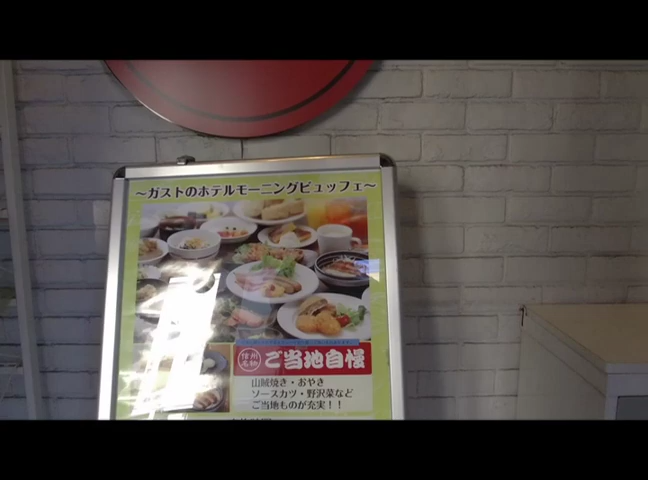 ～ガストのホテルモーニングビュッフェ～
信州
名物
ご当地自慢
山賊焼き・おやき
ソースカツ・野沢菜など
ご当地ものが充実！！